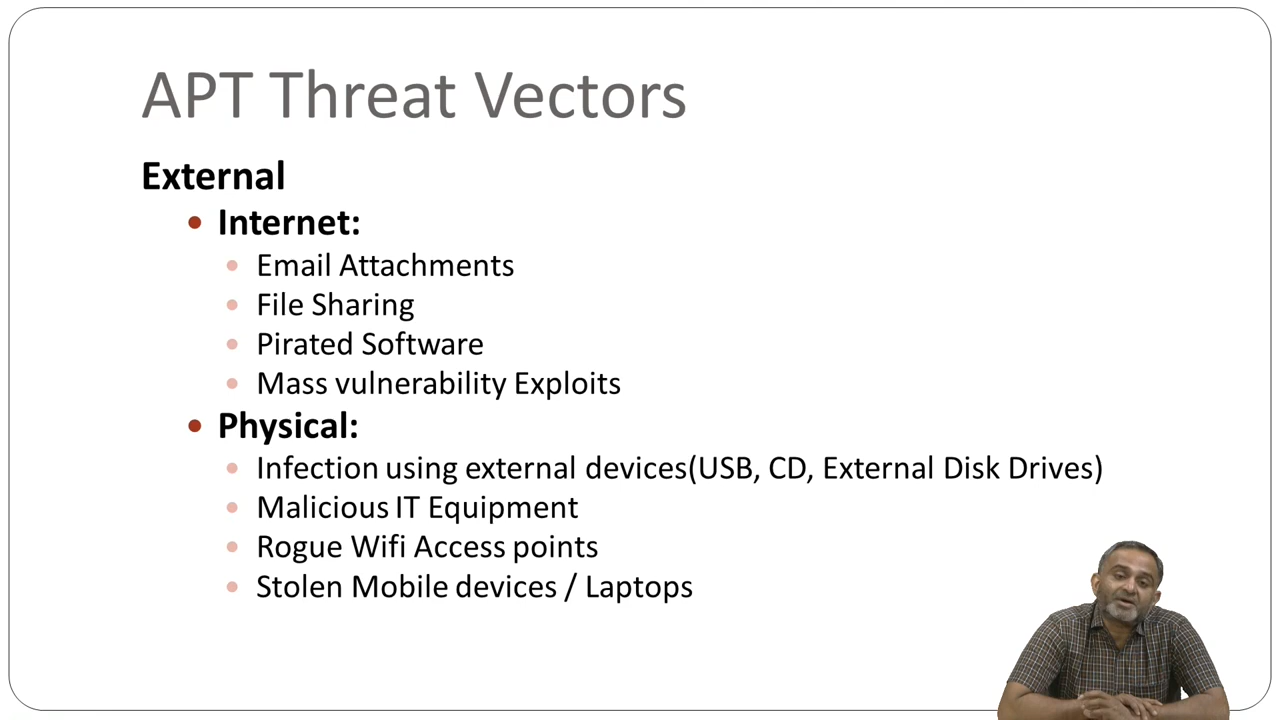 APT Threat Vectors
External
Internet:
Email Attachments
File Sharing
Pirated Software
Mass vulnerability Exploits
Physical:
Infection using external devices(USB, CD, External Disk Drives)
Malicious IT Equipment
Rogue Wifi Access points
Stolen Mobile devices / Laptops